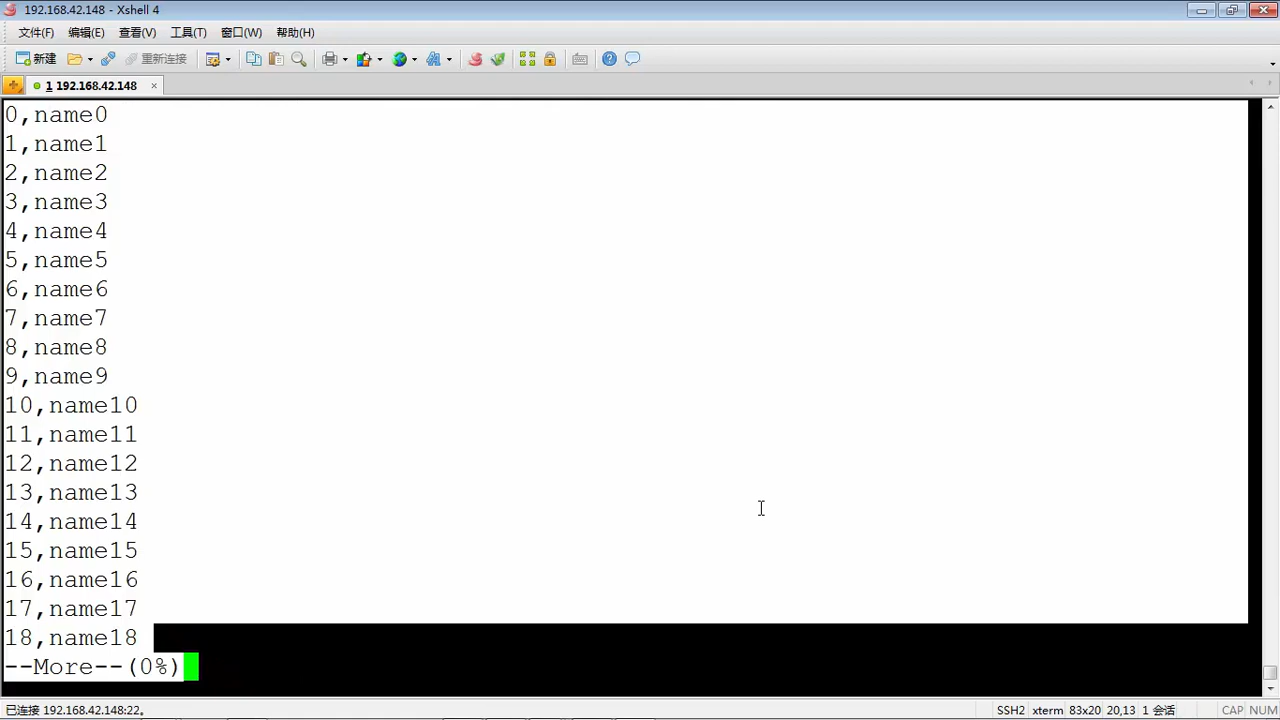 192.168.42.148 - Xshell 4
文件(F) 编辑(E) 查看(V) 工具(T) 窗口(W) 帮助(H)
新建 重新连接
1 192.168.42.148
0,name0
1,name1
2,name2
3,name3
4,name4
5,name5
6,name6
7,name7
8,name8
9,name9
10,name10
11,name11
12,name12
13,name13
14,name14
15,name15
16,name16
17,name17
18,name18
--More--(0%)
已连接 192.168.42.148:22。 SSH2 xterm 83x20 20,13 1 会话 CAP NUM